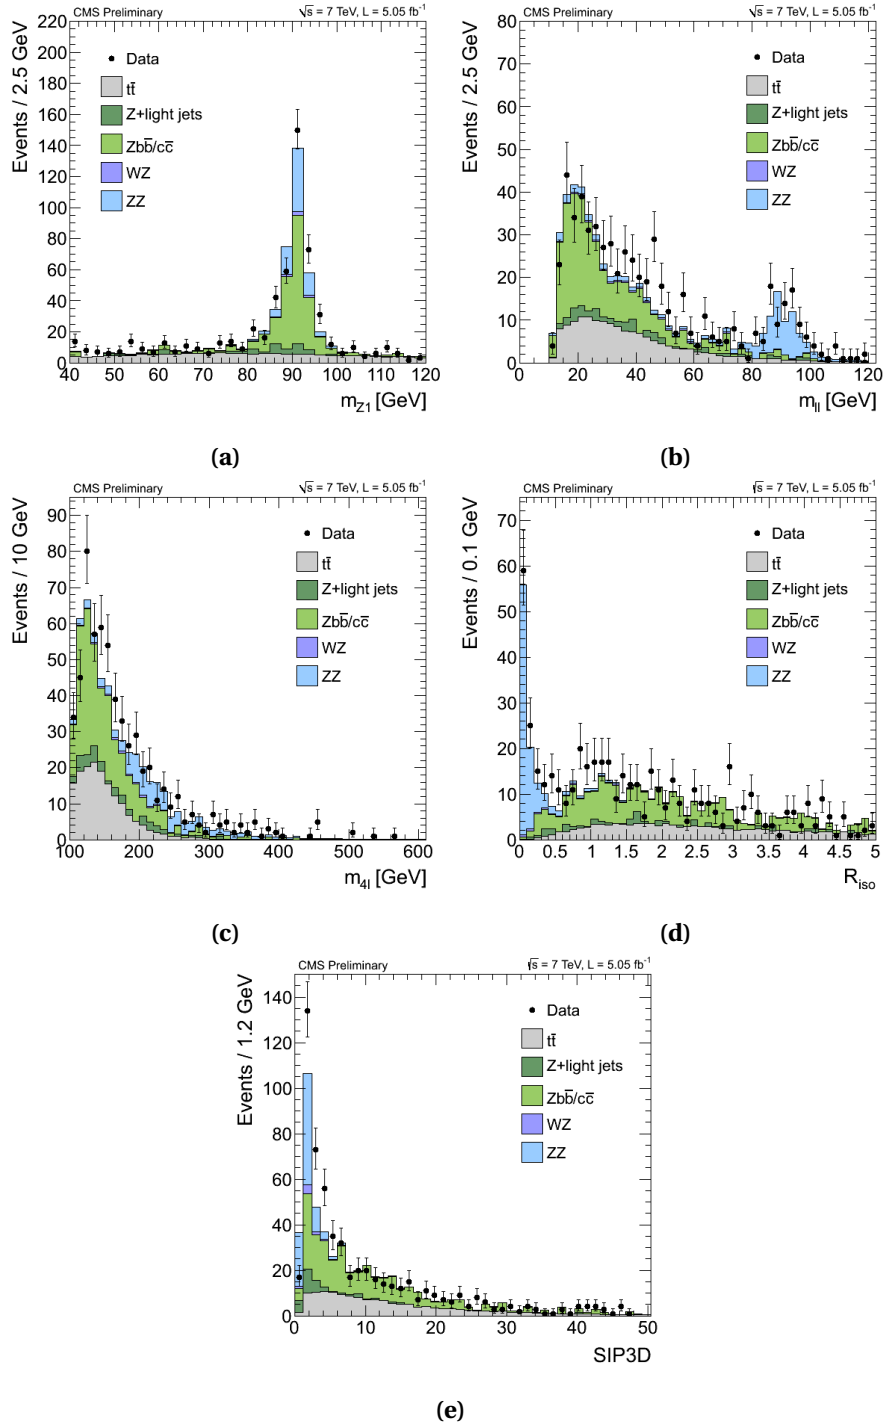 CMS Preliminary √s = 7 TeV, L = 5.05 fb⁻¹
Events / 2.5 GeV
220
200
180
160
140
120
100
80
60
40
20
0
Data
tt̄
Z+light jets
Zbb̄/cc̄
WZ
ZZ
40 50 60 70 80 90 100 110 120
m_Z1 [GeV]
(a)
CMS Preliminary √s = 7 TeV, L = 5.05 fb⁻¹
Events / 2.5 GeV
80
70
60
50
40
30
20
10
0
Data
tt̄
Z+light jets
Zbb̄/cc̄
WZ
ZZ
0 20 40 60 80 100 120
m_ll [GeV]
(b)
CMS Preliminary √s = 7 TeV, L = 5.05 fb⁻¹
Events / 10 GeV
90
80
70
60
50
40
30
20
10
0
Data
tt̄
Z+light jets
Zbb̄/cc̄
WZ
ZZ
100 200 300 400 500 600
m_4l [GeV]
(c)
CMS Preliminary √s = 7 TeV, L = 5.05 fb⁻¹
Events / 0.1 GeV
70
60
50
40
30
20
10
0
Data
tt̄
Z+light jets
Zbb̄/cc̄
WZ
ZZ
0 0.5 1 1.5 2 2.5 3 3.5 4 4.5 5
R_iso
(d)
CMS Preliminary √s = 7 TeV, L = 5.05 fb⁻¹
Events / 1.2 GeV
140
120
100
80
60
40
20
0
Data
tt̄
Z+light jets
Zbb̄/cc̄
WZ
ZZ
0 10 20 30 40 50
SIP3D
(e)